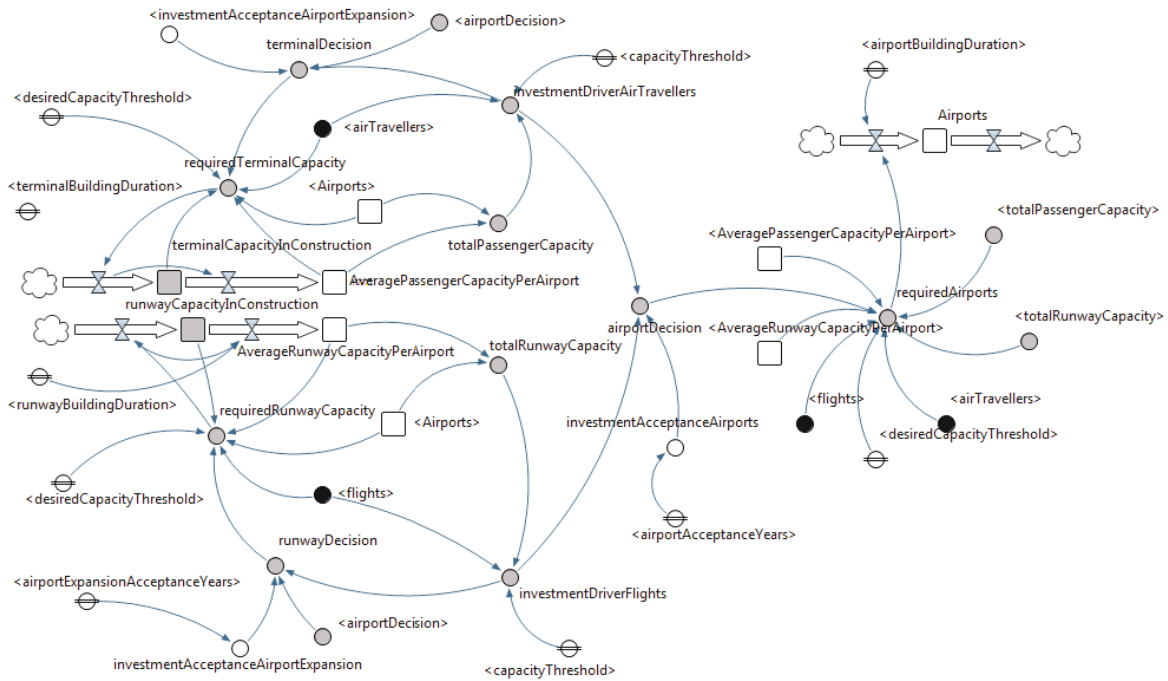 <investmentAcceptanceAirportExpansion>
<airportDecision>
terminalDecision
<airportBuildingDuration>
<capacityThreshold>
<desiredCapacityThreshold>
investmentDriverAirTravellers
Airports
<airTravellers>
requiredTerminalCapacity
<terminalBuildingDuration>
<Airports>
<totalPassengerCapacity>
<AveragePassengerCapacityPerAirport>
terminalCapacityInConstruction
totalPassengerCapacity
AveragePassengerCapacityPerAirport
requiredAirports
runwayCapacityInConstruction
<totalRunwayCapacity>
airportDecision
<AverageRunwayCapacityPerAirport>
totalRunwayCapacity
AverageRunwayCapacityPerAirport
<runwayBuildingDuration>
requiredRunwayCapacity
<flights>
<airTravellers>
<Airports>
investmentAcceptanceAirports
<desiredCapacityThreshold>
<desiredCapacityThreshold>
<flights>
<airportAcceptanceYears>
runwayDecision
<airportExpansionAcceptanceYears>
investmentDriverFlights
<airportDecision>
investmentAcceptanceAirportExpansion
<capacityThreshold>